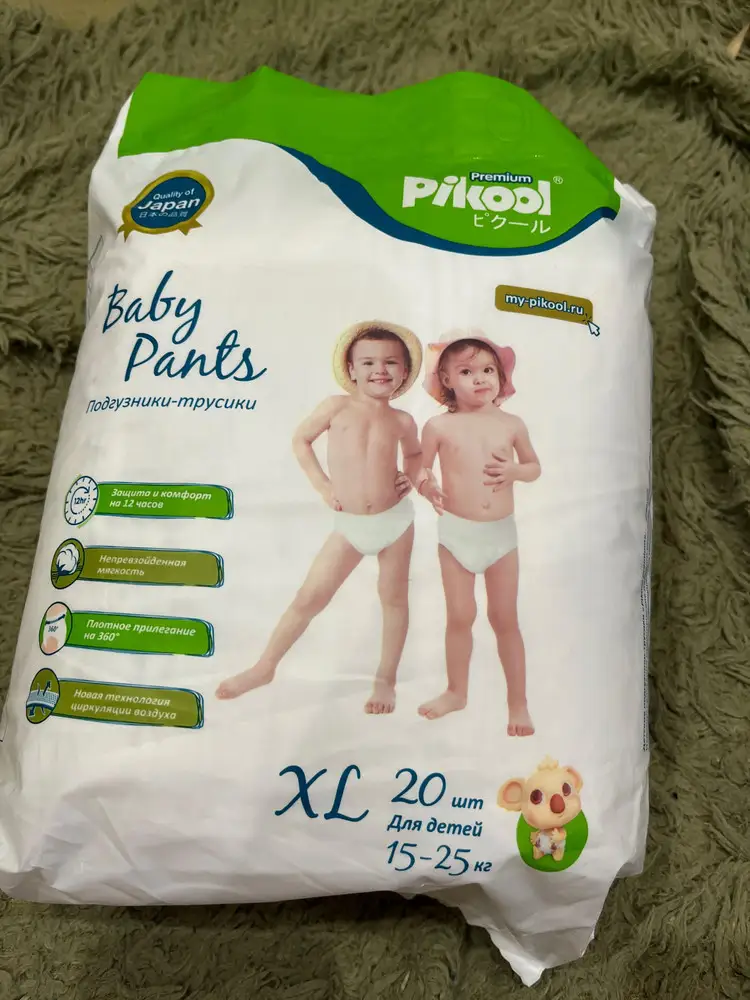 Premium
Pikool®
ピクール
Quality of
Japan
日本の品質
my-pikool.ru
Baby
Pants
Подгузники-трусики
12hr
Защита и комфорт
на 12 часов
Непревзойденная
мягкость
360°
Плотное прилегание
на 360°
Новая технология
циркуляции воздуха
XL 20 шт
Для детей
15-25 кг